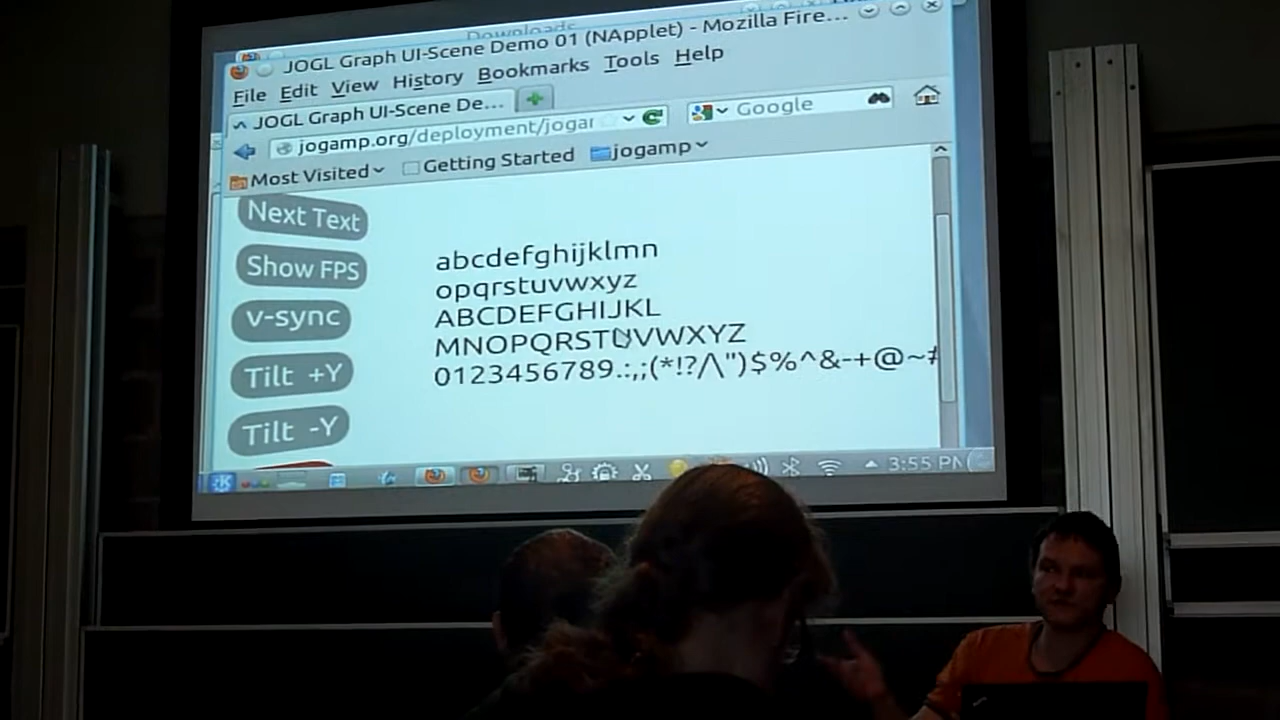 Downloads
JOGL Graph UI-Scene Demo 01 (NApplet) - Mozilla Fire...
File Edit View History Bookmarks Tools Help
JOGL Graph UI-Scene De...
jogamp.org/deployment/jogar
Google
Most Visited
Getting Started
jogamp
Next Text
Show FPS
v-sync
Tilt +Y
Tilt -Y
abcdefghijklmn
opqrstuvwxyz
ABCDEFGHIJKL
MNOPQRSTUVWXYZ
0123456789.:,;(*!?/\")$%^&-+@~#
3:55 PM